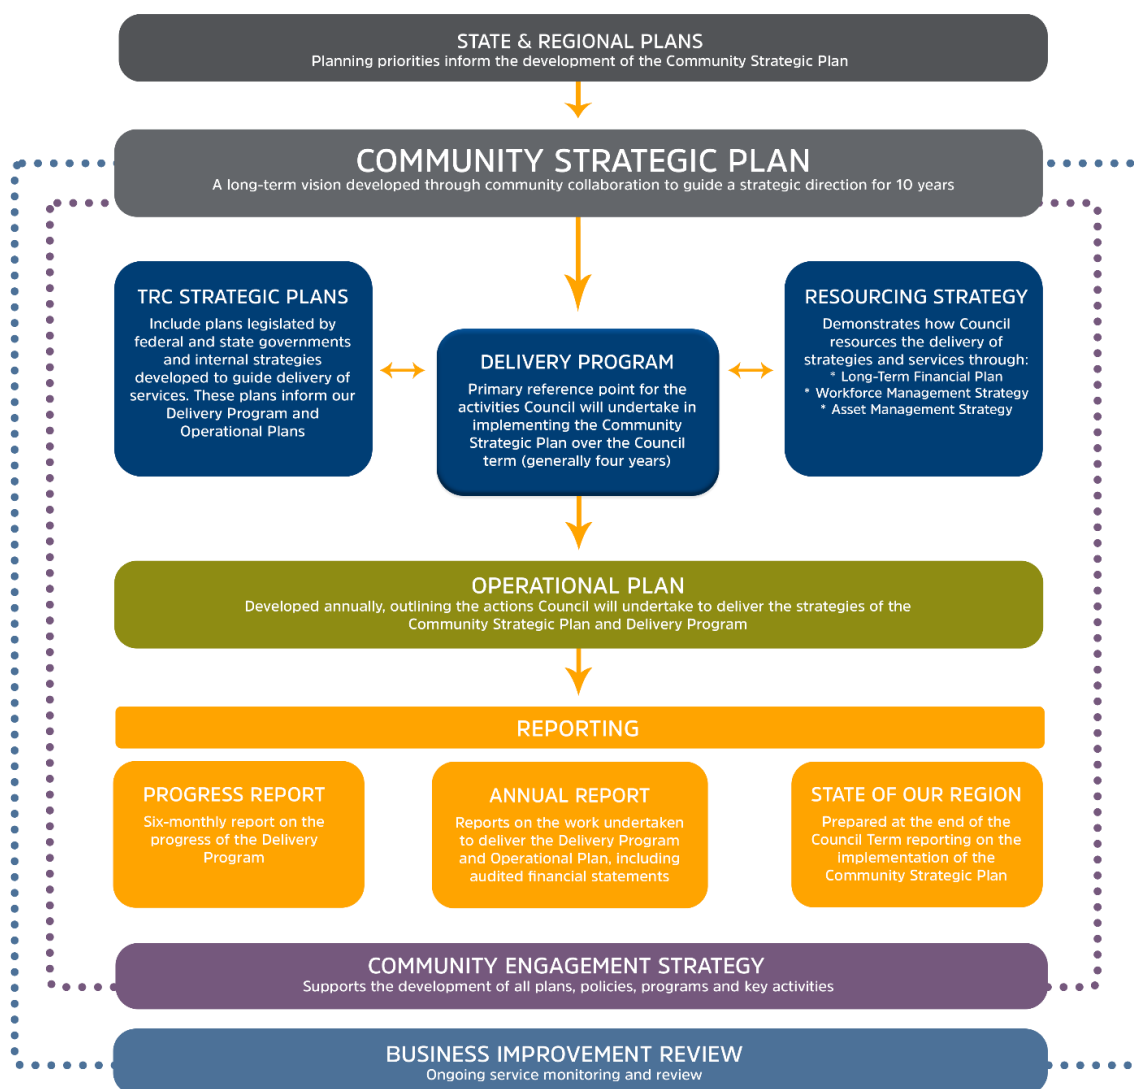 STATE & REGIONAL PLANS
Planning priorities inform the development of the Community Strategic Plan
COMMUNITY STRATEGIC PLAN
A long-term vision developed through community collaboration to guide a strategic direction for 10 years
TRC STRATEGIC PLANS
Include plans legislated by
federal and state governments
and internal strategies
developed to guide delivery of
services. These plans inform our
Delivery Program and
Operational Plans
DELIVERY PROGRAM
Primary reference point for the
activities Council will undertake in
implementing the Community
Strategic Plan over the Council
term (generally four years)
RESOURCING STRATEGY
Demonstrates how Council
resources the delivery of
strategies and services through:
* Long-Term Financial Plan
* Workforce Management Strategy
* Asset Management Strategy
OPERATIONAL PLAN
Developed annually, outlining the actions Council will undertake to deliver the strategies of the
Community Strategic Plan and Delivery Program
REPORTING
PROGRESS REPORT
Six-monthly report on the
progress of the Delivery
Program
ANNUAL REPORT
Reports on the work undertaken
to deliver the Delivery Program
and Operational Plan, including
audited financial statements
STATE OF OUR REGION
Prepared at the end of the
Council Term reporting on the
implementation of the
Community Strategic Plan
COMMUNITY ENGAGEMENT STRATEGY
Supports the development of all plans, policies, programs and key activities
BUSINESS IMPROVEMENT REVIEW
Ongoing service monitoring and review